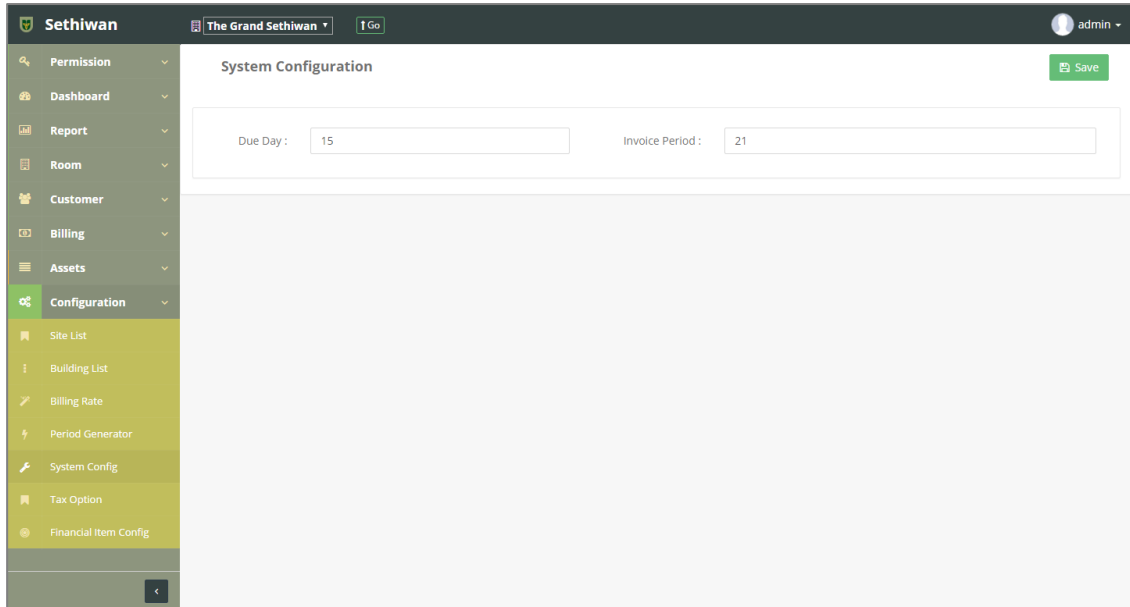 Sethiwan
The Grand Sethiwan
Go
admin
Permission
Dashboard
Report
Room
Customer
Billing
Assets
Configuration
Site List
Building List
Billing Rate
Period Generator
System Config
Tax Option
Financial Item Config
System Configuration
Save
Due Day : 15 Invoice Period : 21